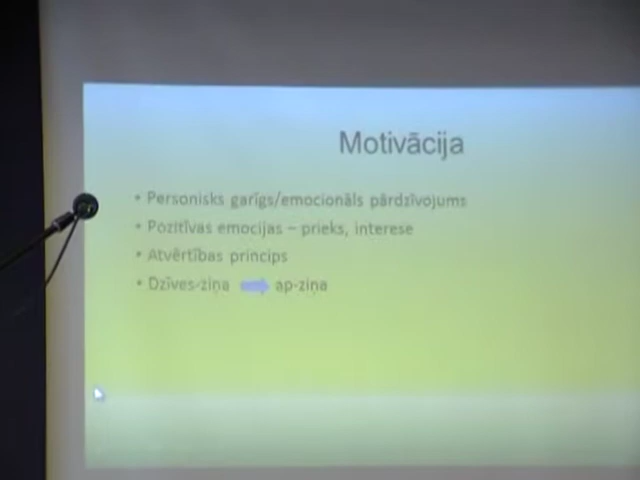 Motivācija
• Personisks garīgs/emocionāls pārdzīvojums
• Pozitīvas emocijas – prieks, interese
• Atvērtības princips
• Dzīves-ziņa ap-ziņa